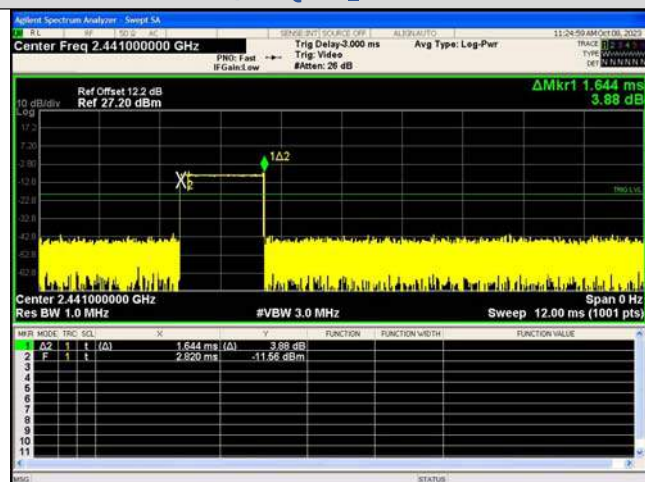 Agilent Spectrum Analyzer - Swept SA
RL RF 50 Ω AC SENSE:INT SOURCE OFF ALIGN AUTO 11:24:59 AM Oct 08, 2023
Center Freq 2.441000000 GHz
PNO: Fast
IFGain:Low
Trig Delay-3.000 ms
Trig: Video
#Atten: 26 dB
Avg Type: Log-Pwr
TRACE 1 2 3 4 5 6
TYPE
DET N N N N N N
Ref Offset 12.2 dB
10 dB/div Ref 27.20 dBm
Log
ΔMkr1 1.644 ms
3.88 dB
17.2
7.20
-2.80
-12.8
-22.8
-32.8
-42.8
-52.8
-62.8
1Δ2
X2
TRIG LVL
Center 2.441000000 GHz Span 0 Hz
Res BW 1.0 MHz #VBW 3.0 MHz Sweep 12.00 ms (1001 pts)
MKR MODE TRC SCL X Y FUNCTION FUNCTION WIDTH FUNCTION VALUE
1 Δ2 1 t (Δ) 1.644 ms (Δ) 3.88 dB
2 F 1 t 2.820 ms -11.56 dBm
3
4
5
6
7
8
9
10
11
MSG STATUS